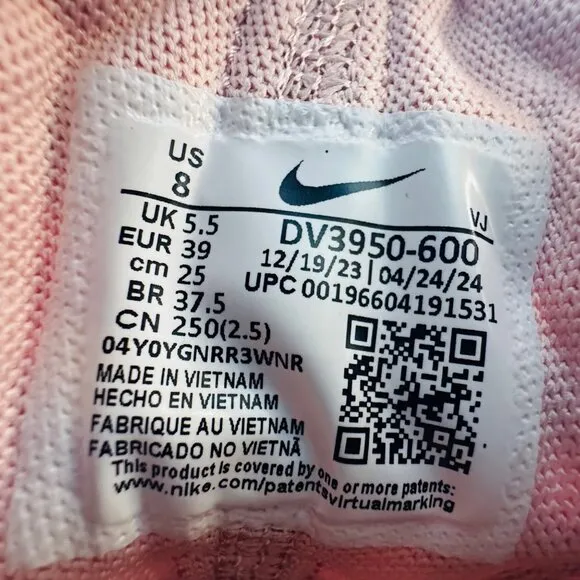 US
8
UK 5.5
EUR 39
cm 25
BR 37.5
CN 250(2.5)
VJ
DV3950-600
12/19/23 | 04/24/24
UPC 00196604191531
04Y0YGNRR3WNR
MADE IN VIETNAM
HECHO EN VIETNAM
FABRIQUE AU VIETNAM
FABRICADO NO VIETNÃ
This product is covered by one or more patents:
www.nike.com/patentsvirtualmarking